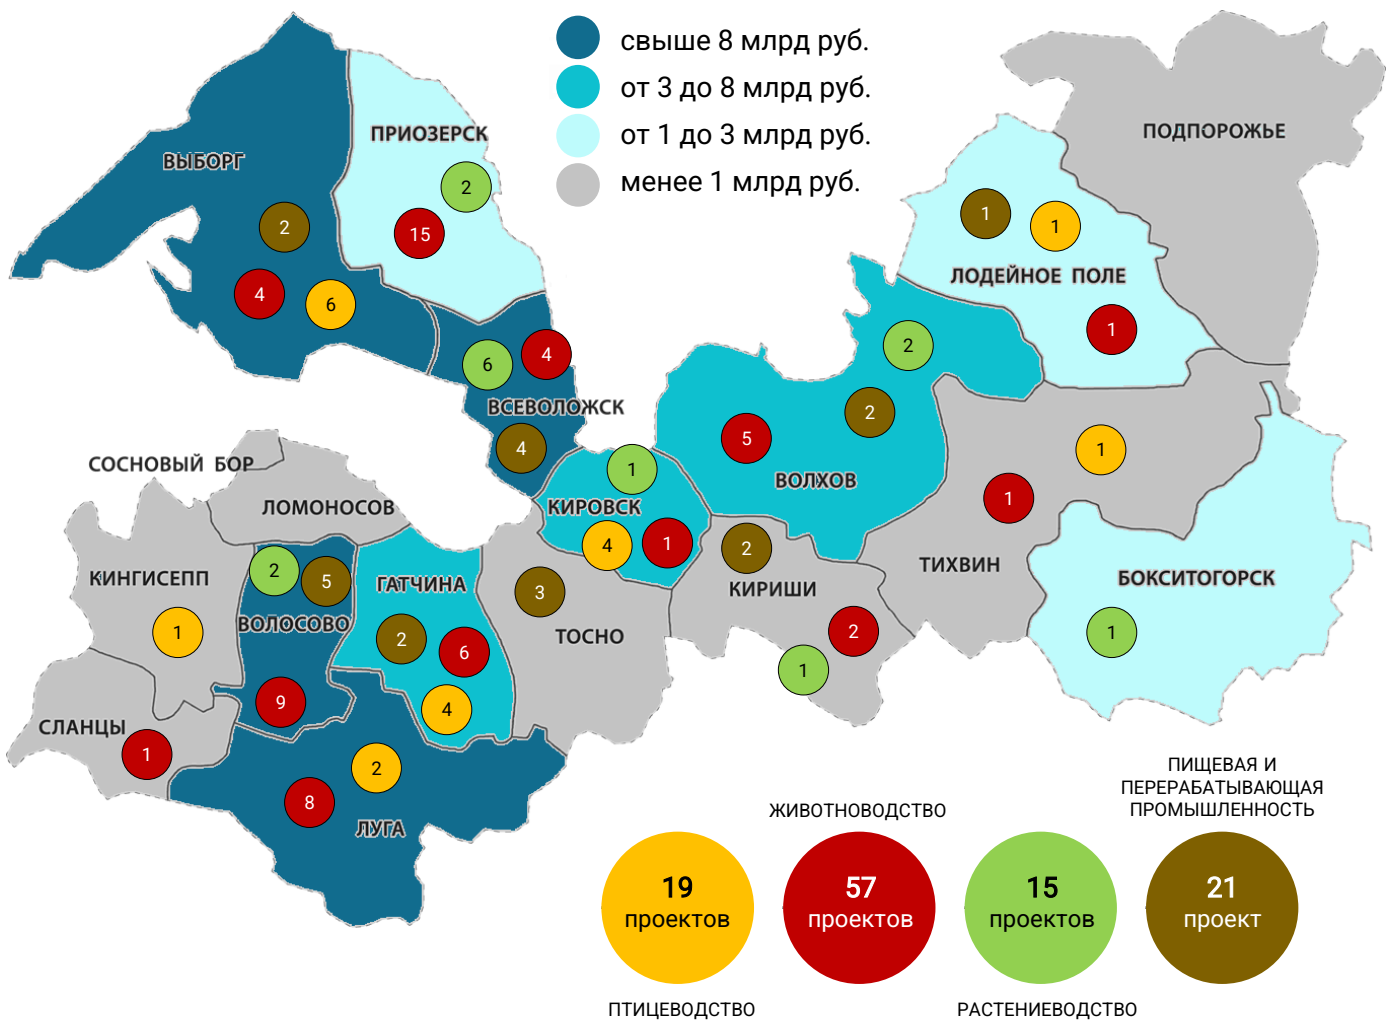 свыше 8 млрд руб.
от 3 до 8 млрд руб.
от 1 до 3 млрд руб.
менее 1 млрд руб.
ПРИОЗЕРСК
2
15
ВЫБОРГ
2
4
6
ПОДПОРОЖЬЕ
1
1
ЛОДЕЙНОЕ ПОЛЕ
1
6
4
ВСЕВОЛОЖСК
4
2
2
5
ВОЛХОВ
1
КИРОВСК
4
1
СОСНОВЫЙ БОР
ЛОМОНОСОВ
КИНГИСЕПП
1
2
5
ВОЛОСОВО
9
ГАТЧИНА
2
6
4
3
ТОСНО
2
КИРИШИ
2
1
1
1
ТИХВИН
БОКСИТОГОРСК
1
СЛАНЦЫ
1
2
8
ЛУГА
19
проектов
ПТИЦЕВОДСТВО
ЖИВОТНОВОДСТВО
57
проектов
15
проектов
РАСТЕНИЕВОДСТВО
ПИЩЕВАЯ И
ПЕРЕРАБАТЫВАЮЩАЯ
ПРОМЫШЛЕННОСТЬ
21
проект